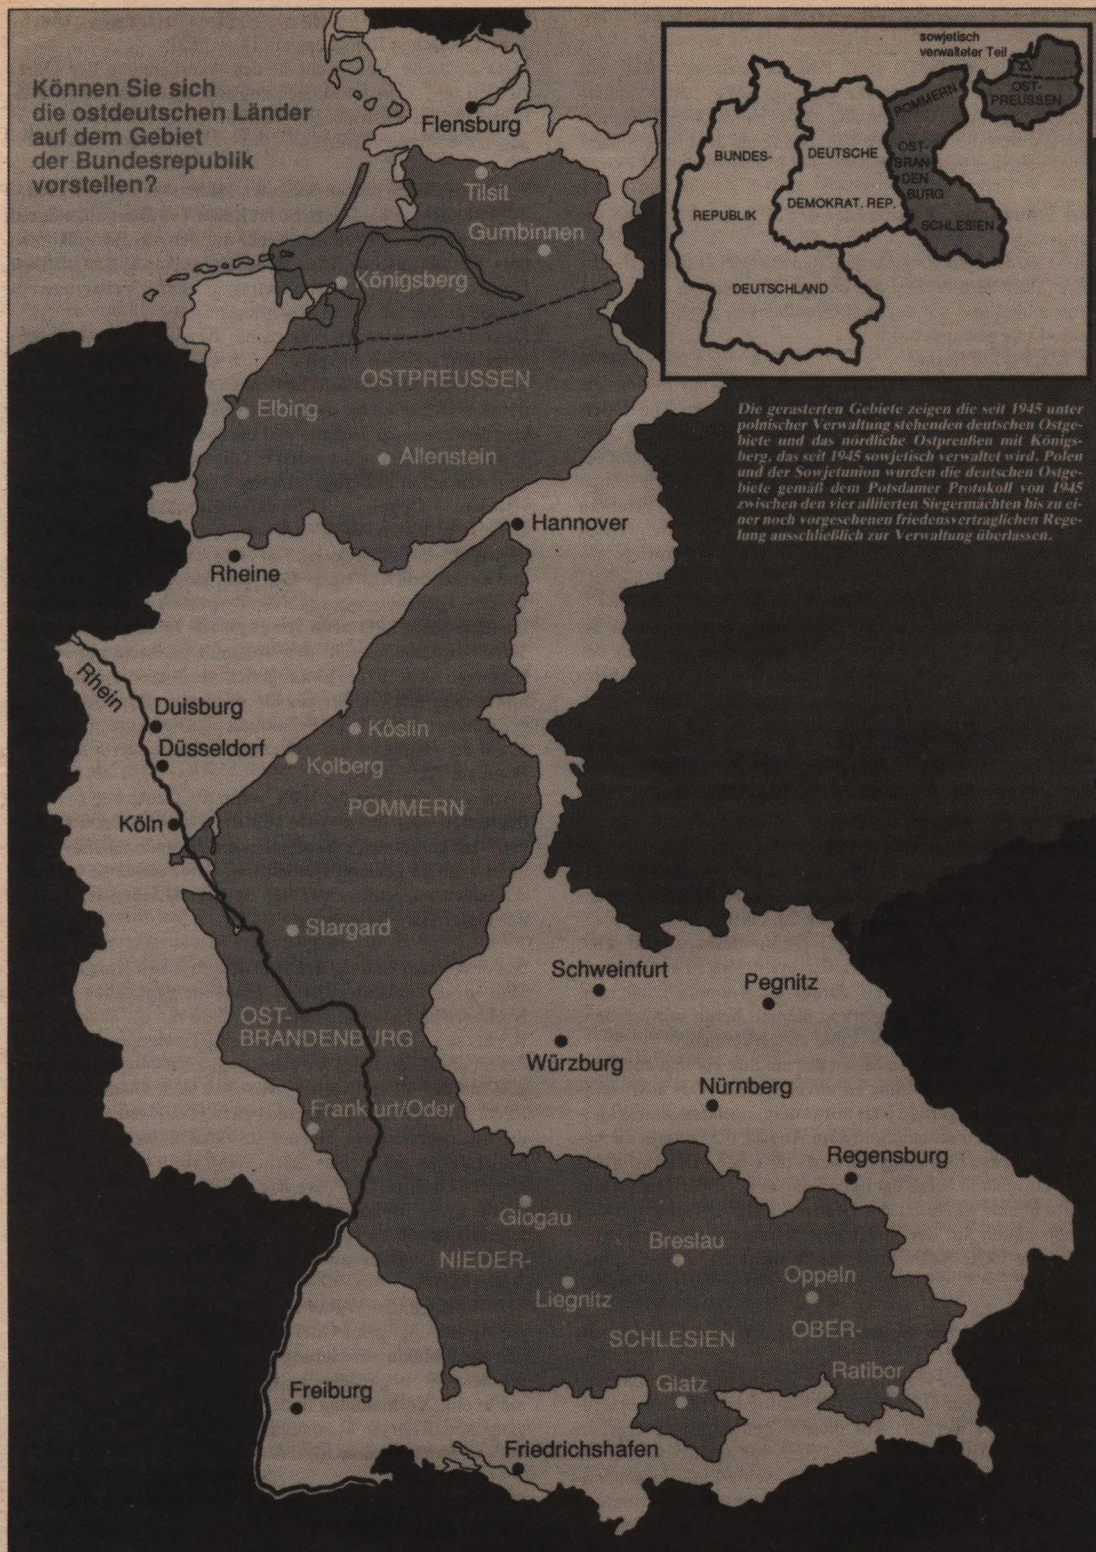 Können Sie sich
die ostdeutschen Länder
auf dem Gebiet
der Bundesrepublik
vorstellen?
sowjetisch
verwalteter Teil
OST-
PREUSSEN
POMMERN
BUNDES-
DEUTSCHE
OST-
BRAN
DEN
BURG
DEMOKRAT. REP.
REPUBLIK
SCHLESIEN
DEUTSCHLAND
Die gerasterten Gebiete zeigen die seit 1945 unter
polnischer Verwaltung stehenden deutschen Ostge-
biete und das nördliche Ostpreußen mit Königs-
berg, das seit 1945 sowjetisch verwaltet wird. Polen
und der Sowjetunion wurden die deutschen Ostge-
biete gemäß dem Potsdamer Protokoll von 1945
zwischen den vier alliierten Siegermächten bis zu ei-
ner noch vorgesehenen friedensvertraglichen Rege-
lung ausschließlich zur Verwaltung überlassen.
Flensburg
Tilsit
Gumbinnen
Königsberg
OSTPREUSSEN
Elbing
Allenstein
Hannover
Rheine
Rhein
Duisburg
Düsseldorf
Köslin
Kolberg
POMMERN
Köln
Stargard
Schweinfurt
Pegnitz
OST-
BRANDENBURG
Würzburg
Nürnberg
Frankfurt/Oder
Regensburg
Glogau
Breslau
NIEDER-
Oppeln
Liegnitz
SCHLESIEN
OBER-
Ratibor
Glatz
Freiburg
Friedrichshafen